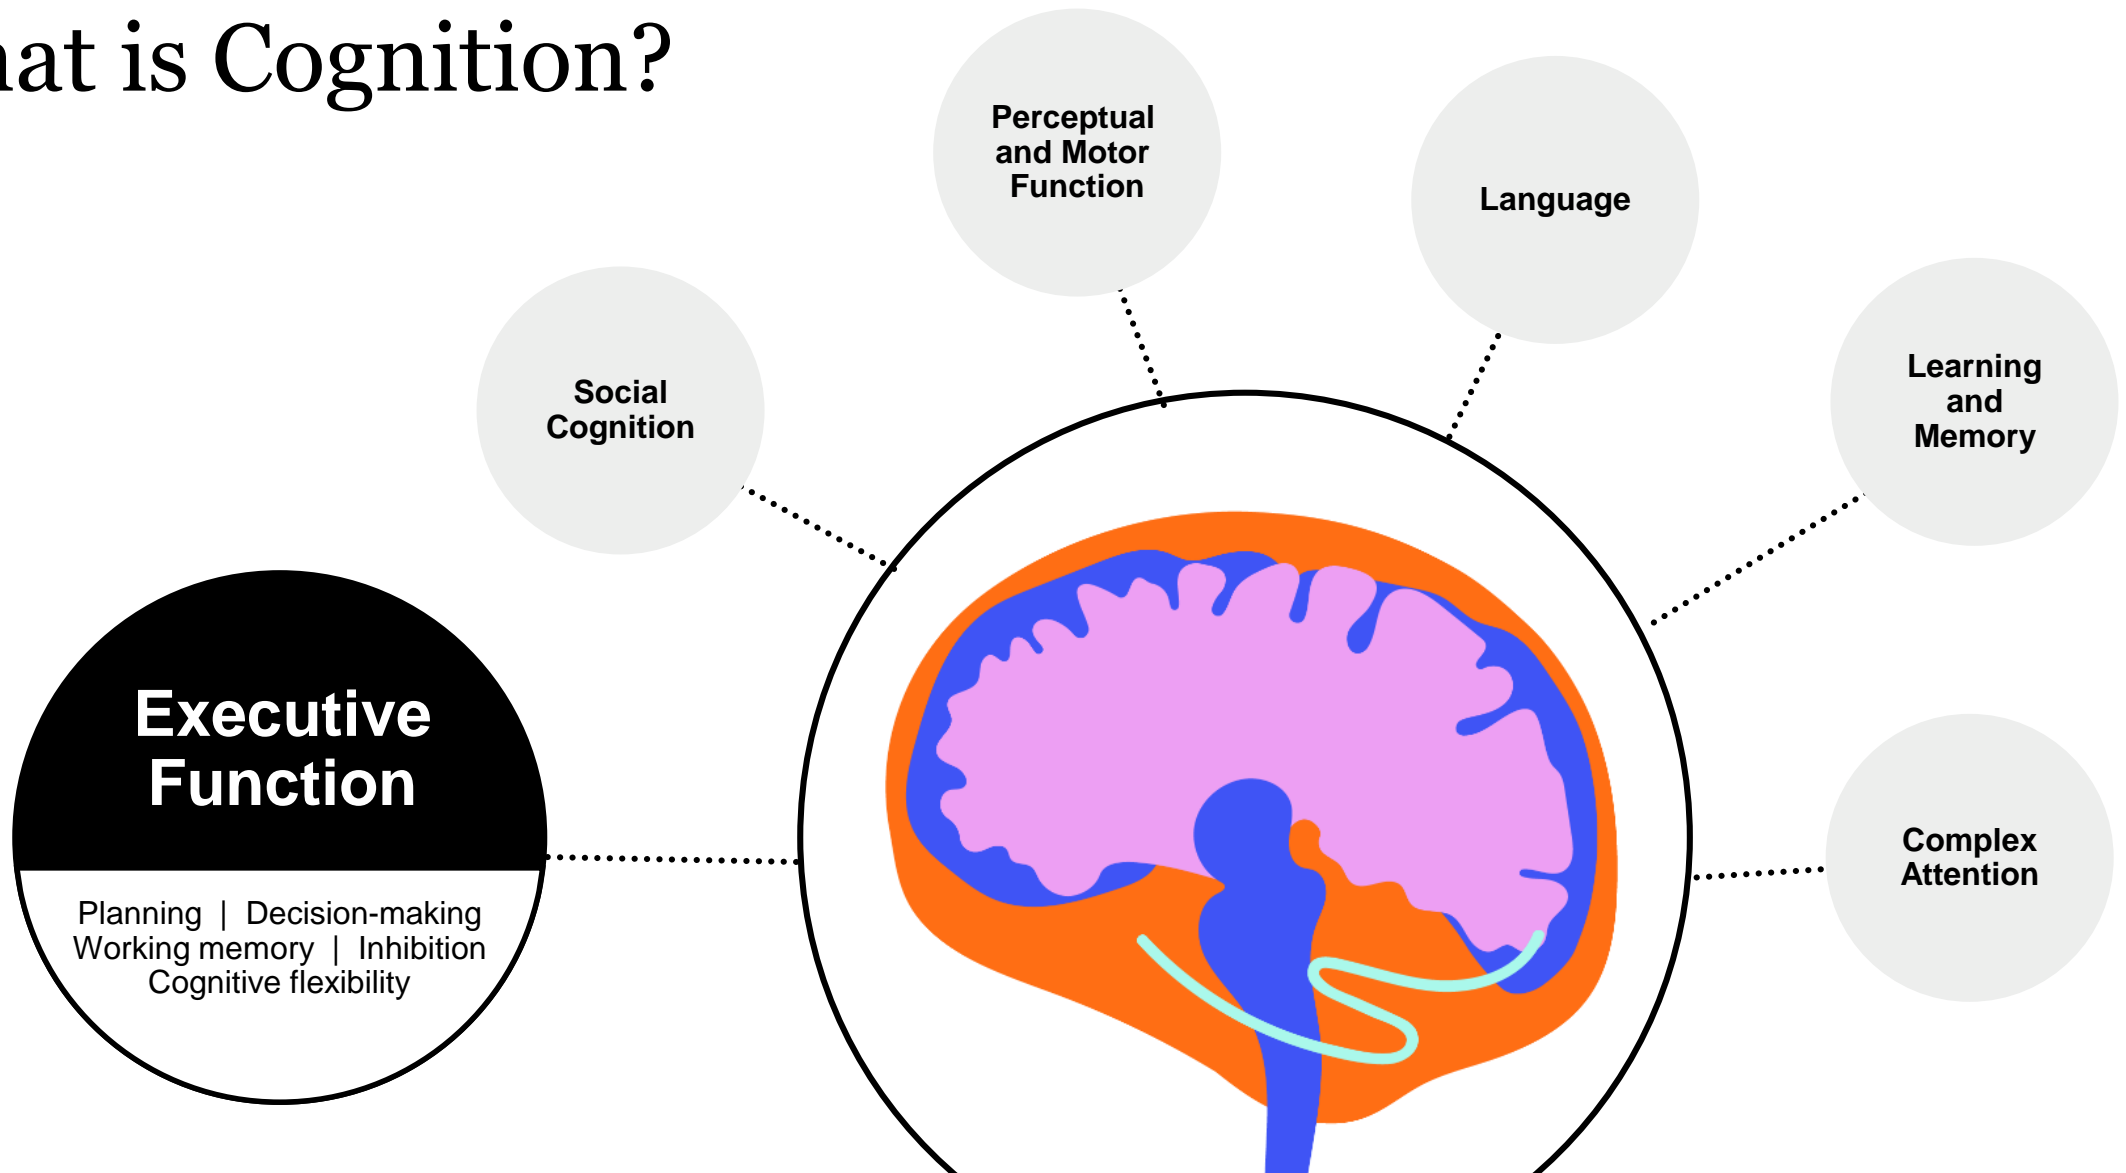 hat is Cognition?
Perceptual
and Motor
Function
Language
Social
Cognition
Learning
and
Memory
Executive
Function
Planning | Decision-making
Working memory | Inhibition
Cognitive flexibility
Complex
Attention